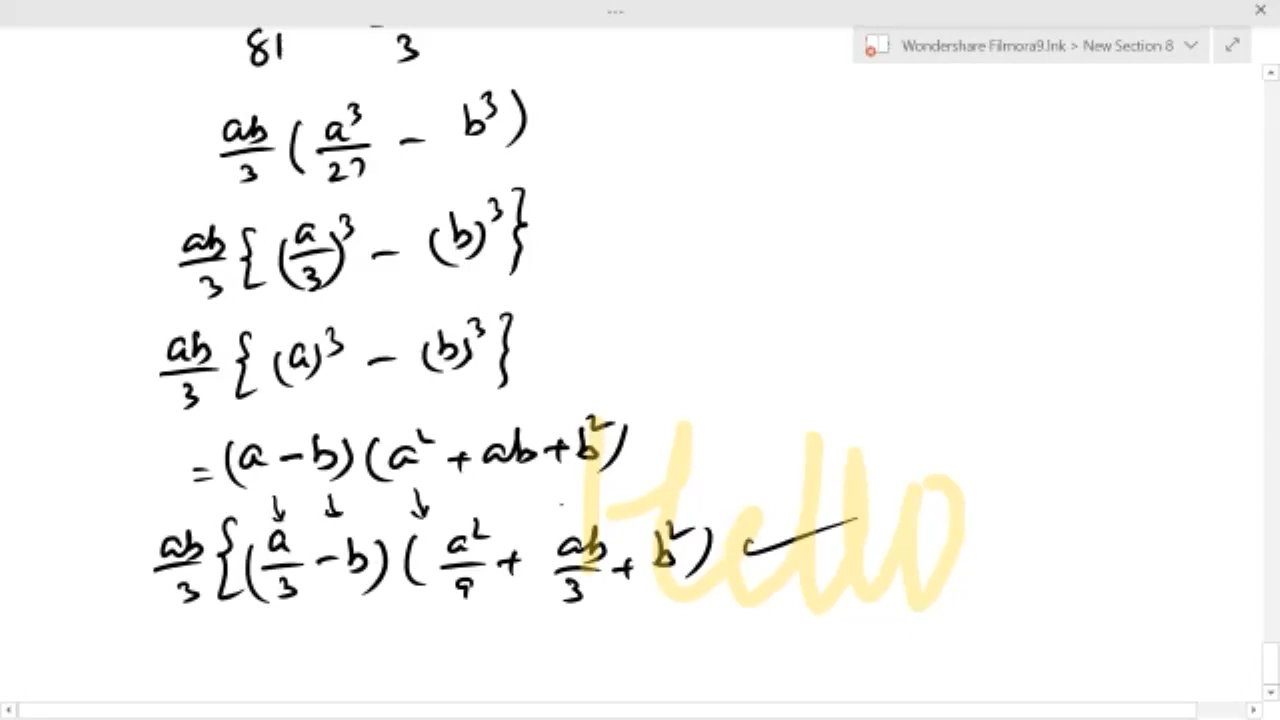 ...
Wondershare Filmora9.lnk > New Section 8
81 3
ab/3 (a³/27 - b³)
ab/3 {(a/3)³ - (b)³}
ab/3 {(a)³ - (b)³}
= (a - b)(a² + ab + b²)
ab/3 {(a/3 - b)(a²/9 + ab/3 + b²)
Hello